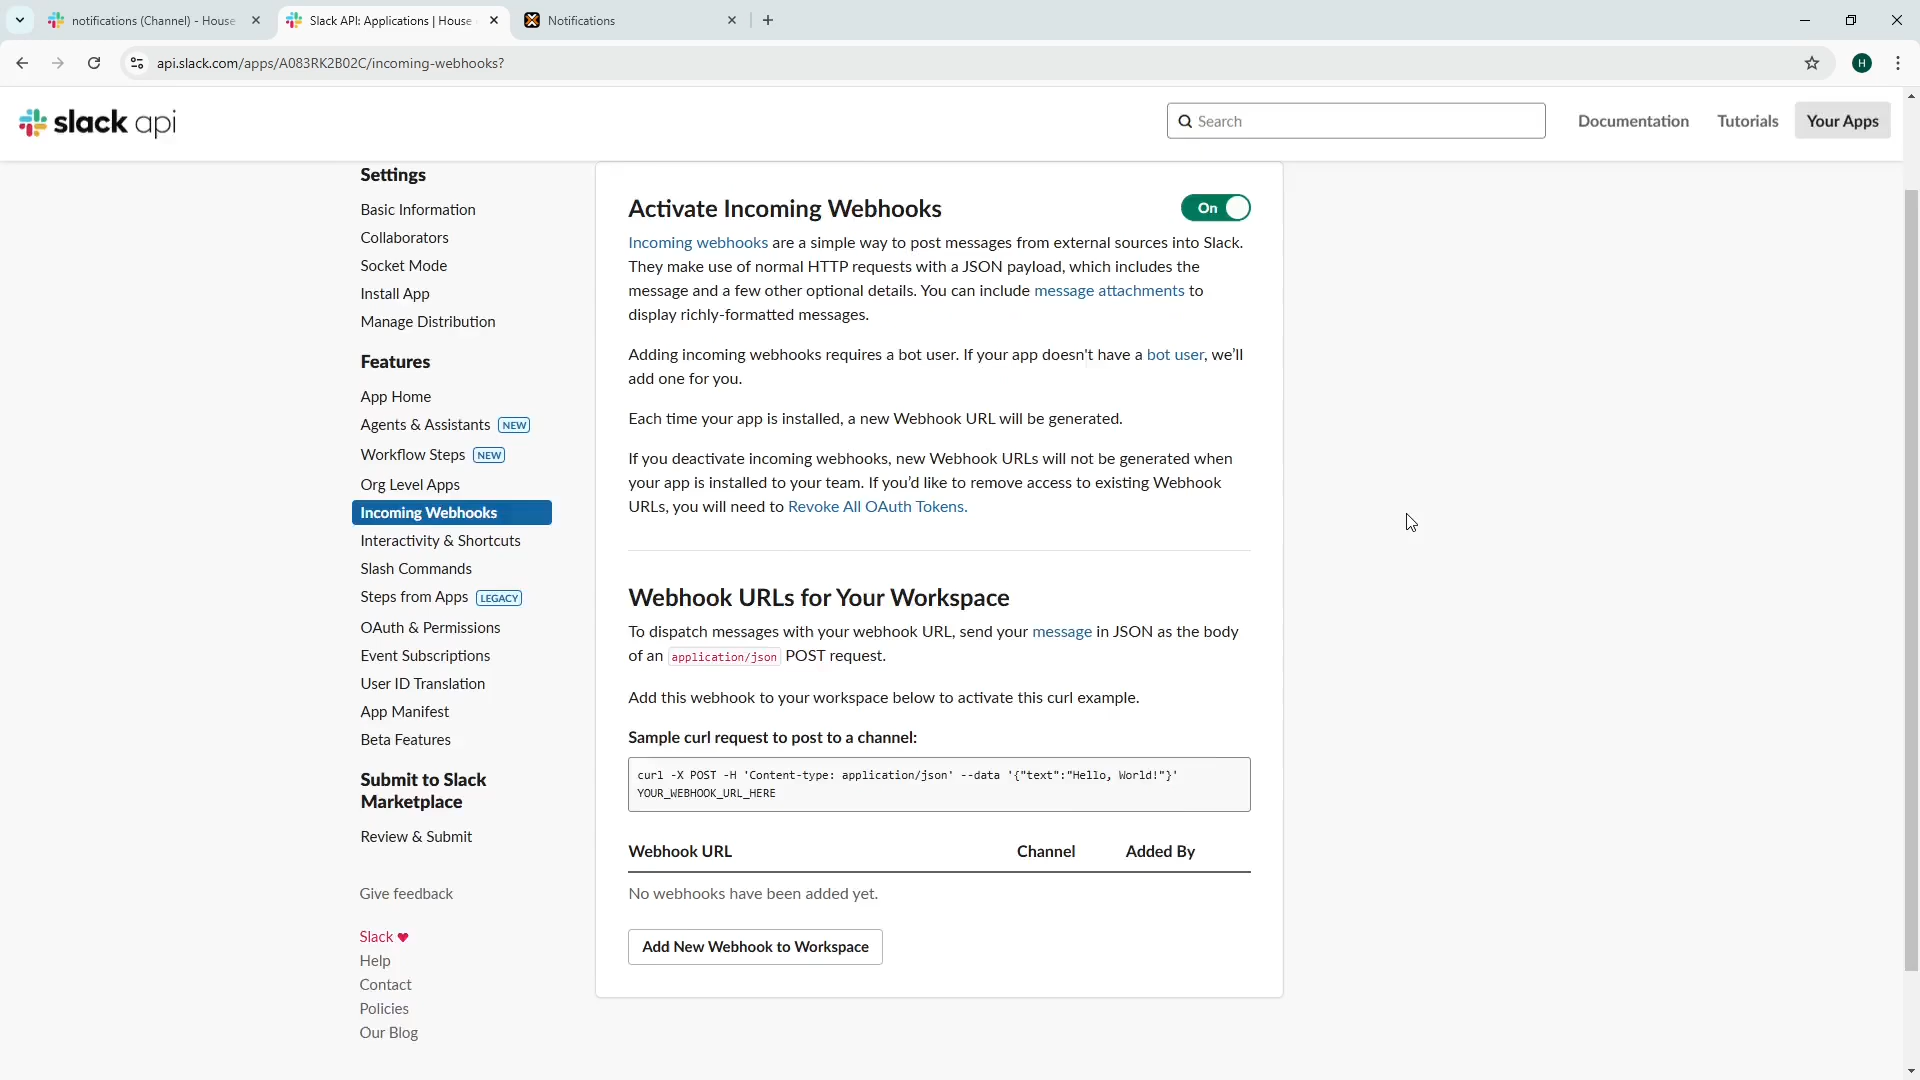 notifications (Channel) - House
Slack API: Applications | House
Notifications
api.slack.com/apps/A083RK2B02C/incoming-webhooks?
H
slack api
Search
Documentation
Tutorials
Your Apps
Settings
Basic Information
Collaborators
Socket Mode
Install App
Manage Distribution
Features
App Home
Agents & Assistants NEW
Workflow Steps NEW
Org Level Apps
Incoming Webhooks
Interactivity & Shortcuts
Slash Commands
Steps from Apps LEGACY
OAuth & Permissions
Event Subscriptions
User ID Translation
App Manifest
Beta Features
Submit to Slack
Marketplace
Review & Submit
Give feedback
Slack
Help
Contact
Policies
Our Blog
Activate Incoming Webhooks
On
Incoming webhooks are a simple way to post messages from external sources into Slack.
They make use of normal HTTP requests with a JSON payload, which includes the
message and a few other optional details. You can include message attachments to
display richly-formatted messages.
Adding incoming webhooks requires a bot user. If your app doesn't have a bot user, we’ll
add one for you.
Each time your app is installed, a new Webhook URL will be generated.
If you deactivate incoming webhooks, new Webhook URLs will not be generated when
your app is installed to your team. If you’d like to remove access to existing Webhook
URLs, you will need to Revoke All OAuth Tokens.
Webhook URLs for Your Workspace
To dispatch messages with your webhook URL, send your message in JSON as the body
of an application/json POST request.
Add this webhook to your workspace below to activate this curl example.
Sample curl request to post to a channel:
curl -X POST -H 'Content-type: application/json' --data '{"text":"Hello, World!"}'
YOUR_WEBHOOK_URL_HERE
Webhook URL Channel Added By
No webhooks have been added yet.
Add New Webhook to Workspace